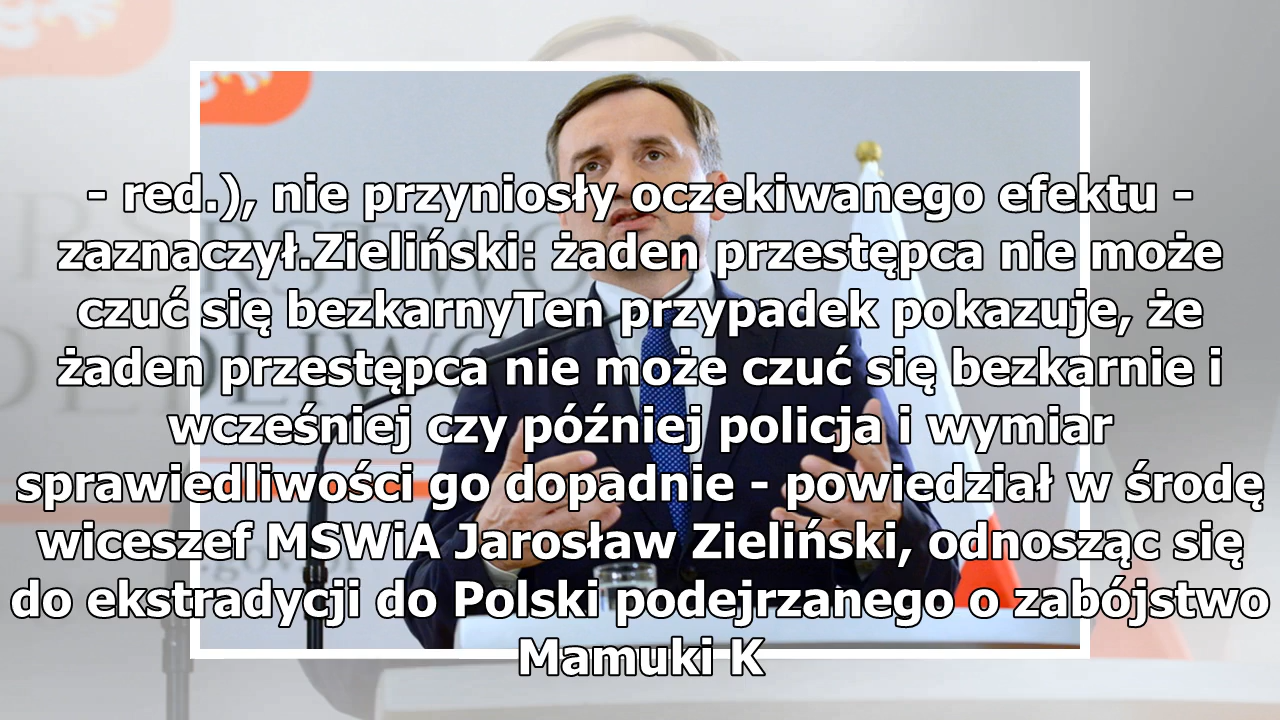 - red.), nie przyniosły oczekiwanego efektu -
zaznaczył.Zieliński: żaden przestępca nie może
czuć się bezkarnyTen przypadek pokazuje, że
żaden przestępca nie może czuć się bezkarnie i
wcześniej czy później policja i wymiar
sprawiedliwości go dopadnie - powiedział w środę
wiceszef MSWiA Jarosław Zieliński, odnosząc się
do ekstradycji do Polski podejrzanego o zabójstwo
Mamuki K